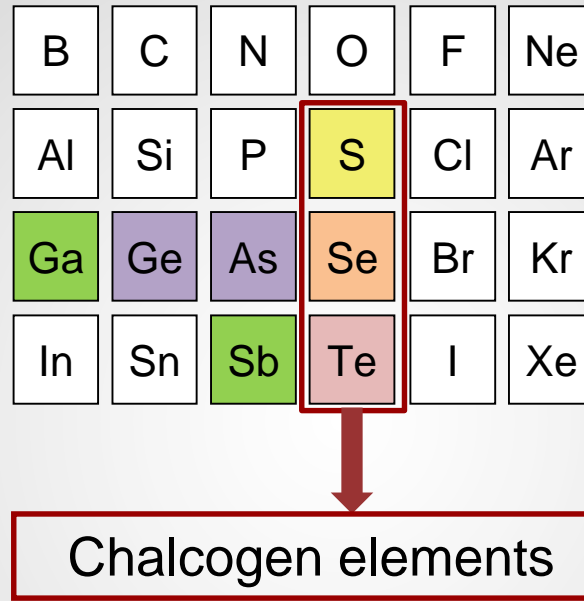 B C N O F Ne
Al Si P S Cl Ar
Ga Ge As Se Br Kr
In Sn Sb Te I Xe
Chalcogen elements